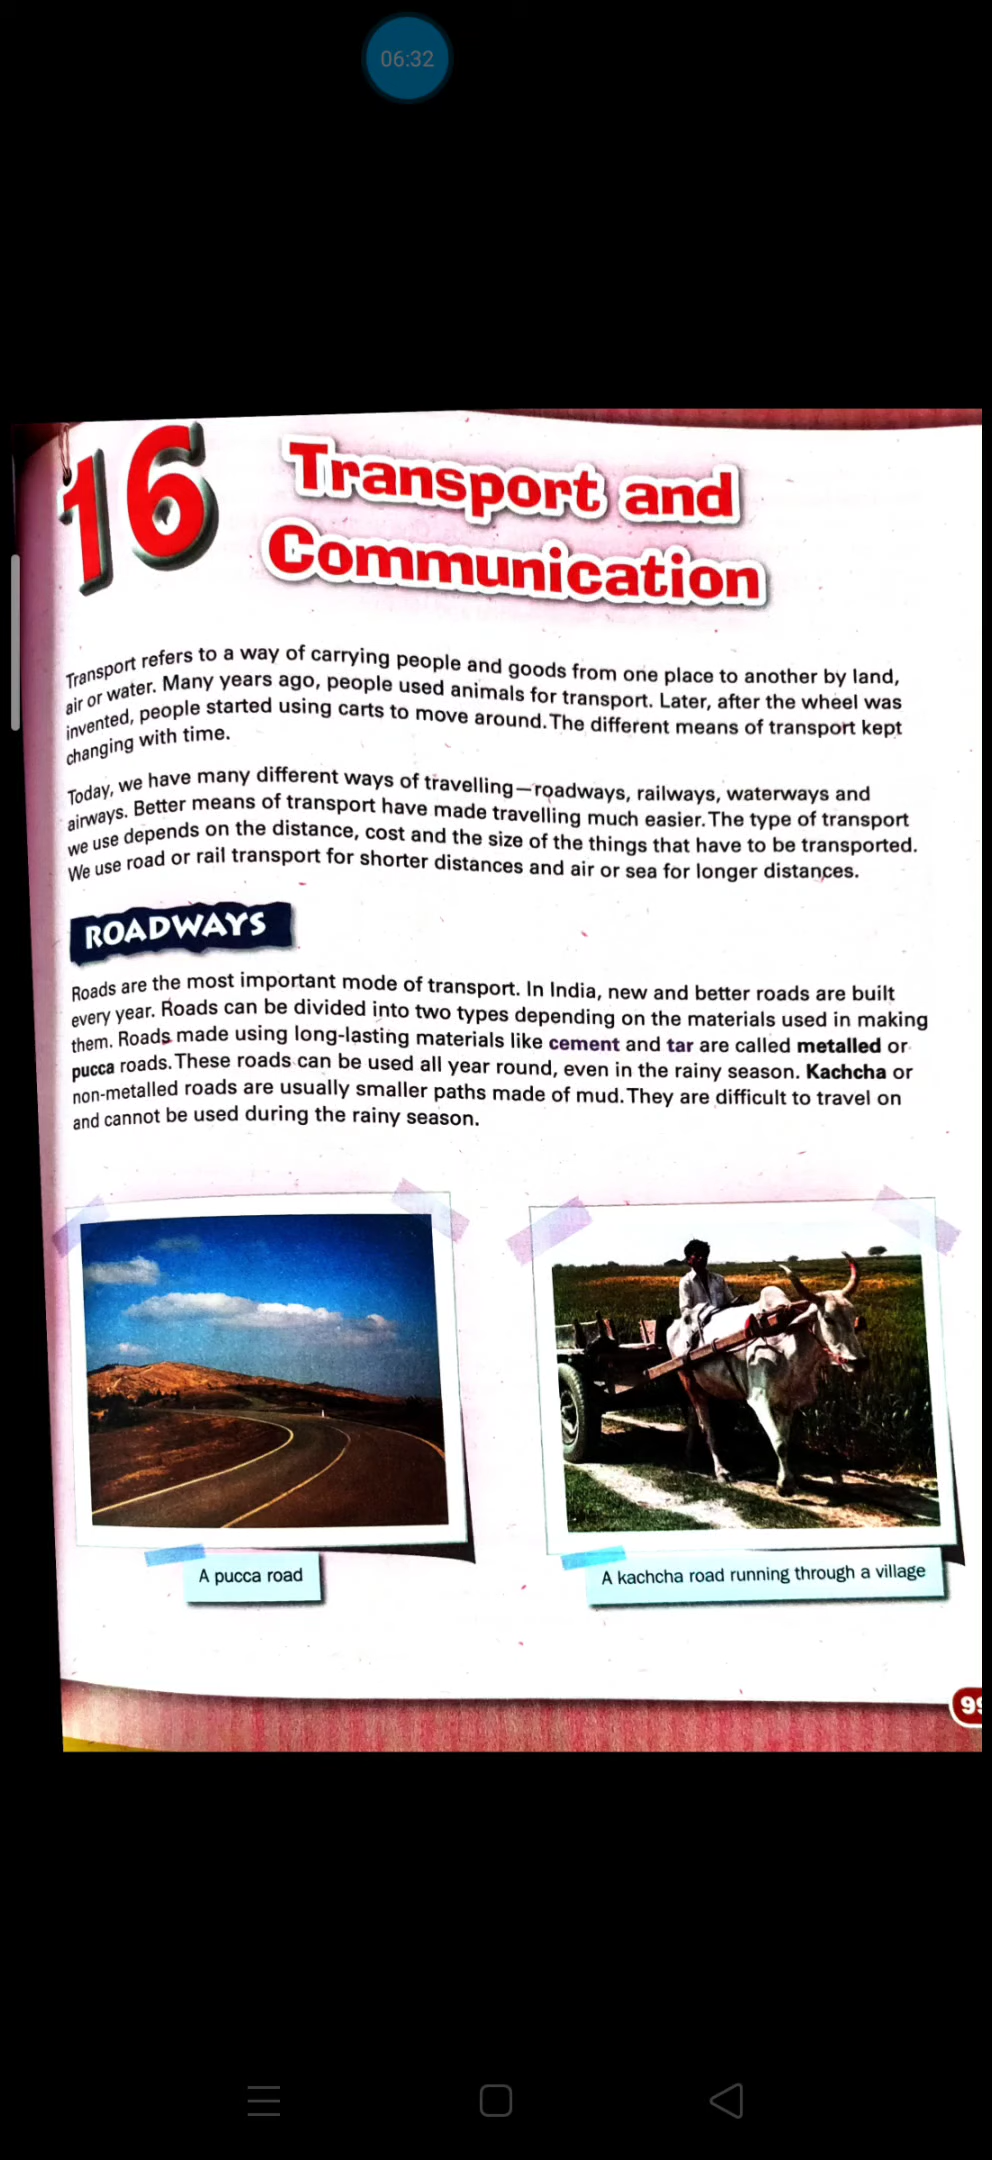 06:32
16
Transport and
Communication
Transport refers to a way of carrying people and goods from one place to another by land,
air or water. Many years ago, people used animals for transport. Later, after the wheel was
invented, people started using carts to move around. The different means of transport kept
changing with time.
Today, we have many different ways of travelling—roadways, railways, waterways and
airways. Better means of transport have made travelling much easier. The type of transport
we use depends on the distance, cost and the size of the things that have to be transported.
We use road or rail transport for shorter distances and air or sea for longer distances.
ROADWAYS
Roads are the most important mode of transport. In India, new and better roads are built
every year. Roads can be divided into two types depending on the materials used in making
them. Roads made using long-lasting materials like cement and tar are called metalled or
pucca roads. These roads can be used all year round, even in the rainy season. Kachcha or
non-metalled roads are usually smaller paths made of mud. They are difficult to travel on
and cannot be used during the rainy season.
A pucca road
A kachcha road running through a village